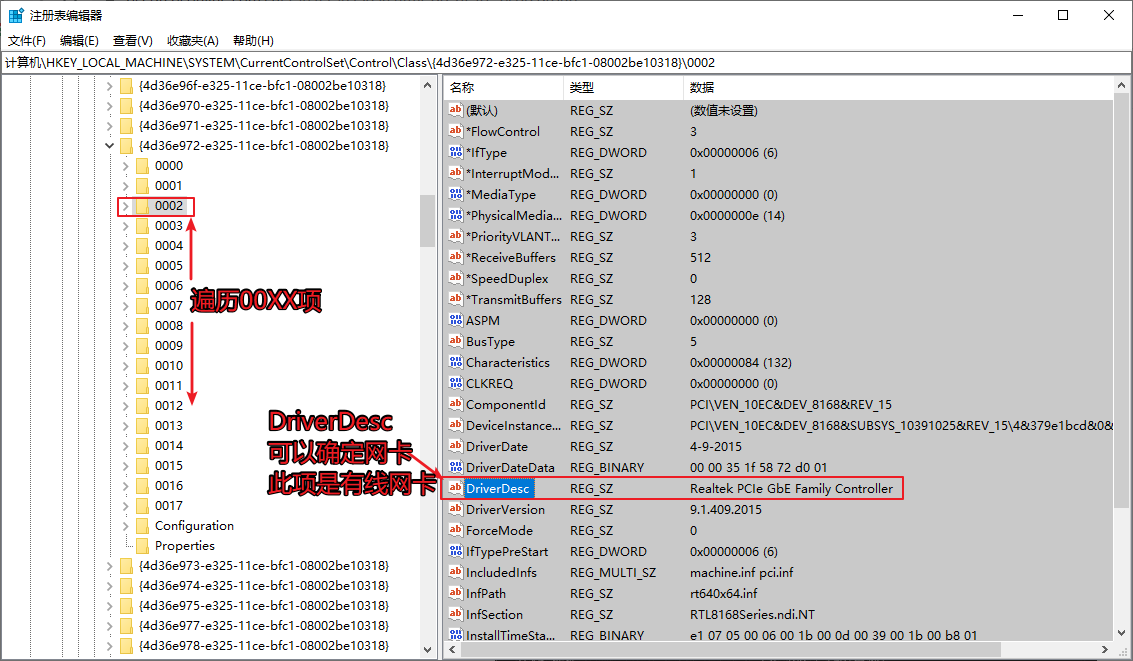 注册表编辑器
文件(F) 编辑(E) 查看(V) 收藏夹(A) 帮助(H)
计算机\HKEY_LOCAL_MACHINE\SYSTEM\CurrentControlSet\Control\Class\{4d36e972-e325-11ce-bfc1-08002be10318}\0002
{4d36e96f-e325-11ce-bfc1-08002be10318}
{4d36e970-e325-11ce-bfc1-08002be10318}
{4d36e971-e325-11ce-bfc1-08002be10318}
{4d36e972-e325-11ce-bfc1-08002be10318}
0000
0001
0002
0003
0004
0005
0006
0007
0008
0009
0010
0011
0012
0013
0014
0015
0016
0017
Configuration
Properties
{4d36e973-e325-11ce-bfc1-08002be10318}
{4d36e974-e325-11ce-bfc1-08002be10318}
{4d36e975-e325-11ce-bfc1-08002be10318}
{4d36e977-e325-11ce-bfc1-08002be10318}
{4d36e978-e325-11ce-bfc1-08002be10318}
遍历00XX项
DriverDesc
可以确定网卡
此项是有线网卡
名称 类型 数据
(默认) REG_SZ (数值未设置)
*FlowControl REG_SZ 3
*IfType REG_DWORD 0x00000006 (6)
*InterruptMod... REG_SZ 1
*MediaType REG_DWORD 0x00000000 (0)
*PhysicalMedia... REG_DWORD 0x0000000e (14)
*PriorityVLANT... REG_SZ 3
*ReceiveBuffers REG_SZ 512
*SpeedDuplex REG_SZ 0
*TransmitBuffers REG_SZ 128
ASPM REG_DWORD 0x00000000 (0)
BusType REG_SZ 5
Characteristics REG_DWORD 0x00000084 (132)
CLKREQ REG_DWORD 0x00000000 (0)
ComponentId REG_SZ PCI\VEN_10EC&DEV_8168&REV_15
DeviceInstance... REG_SZ PCI\VEN_10EC&DEV_8168&SUBSYS_10391025&REV_15\4&379e1bcd&0&
DriverDate REG_SZ 4-9-2015
DriverDateData REG_BINARY 00 00 35 1f 58 72 d0 01
DriverDesc REG_SZ Realtek PCIe GbE Family Controller
DriverVersion REG_SZ 9.1.409.2015
ForceMode REG_SZ 0
IfTypePreStart REG_DWORD 0x00000006 (6)
IncludedInfs REG_MULTI_SZ machine.inf pci.inf
InfPath REG_SZ rt640x64.inf
InfSection REG_SZ RTL8168Series.ndi.NT
InstallTimeSta... REG_BINARY e1 07 05 00 06 00 1b 00 0d 00 39 00 1b 00 b8 01